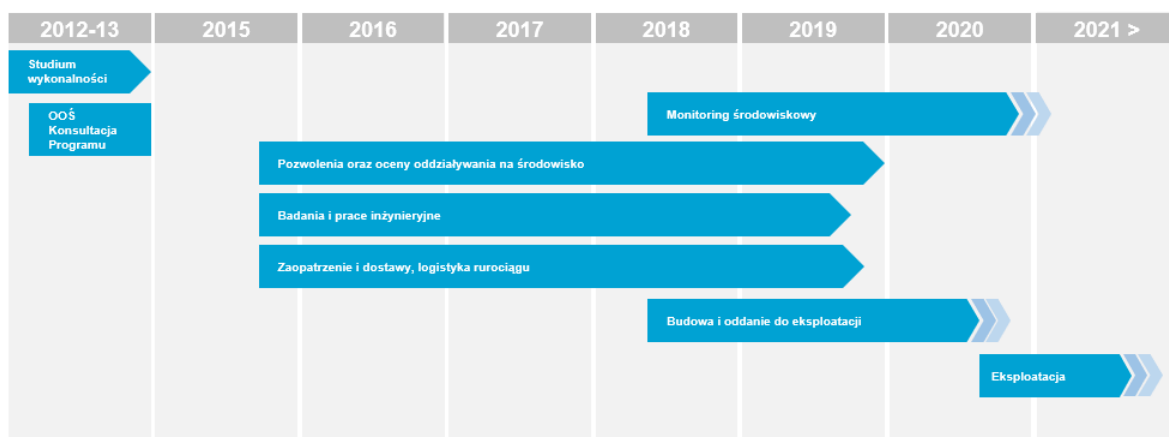 2012-13 2015 2016 2017 2018 2019 2020 2021 >
Studium
wykonalności
OOŚ
Konsultacja
Programu
Monitoring środowiskowy
Pozwolenia oraz oceny oddziaływania na środowisko
Badania i prace inżynieryjne
Zaopatrzenie i dostawy, logistyka rurociągu
Budowa i oddanie do eksploatacji
Eksploatacja